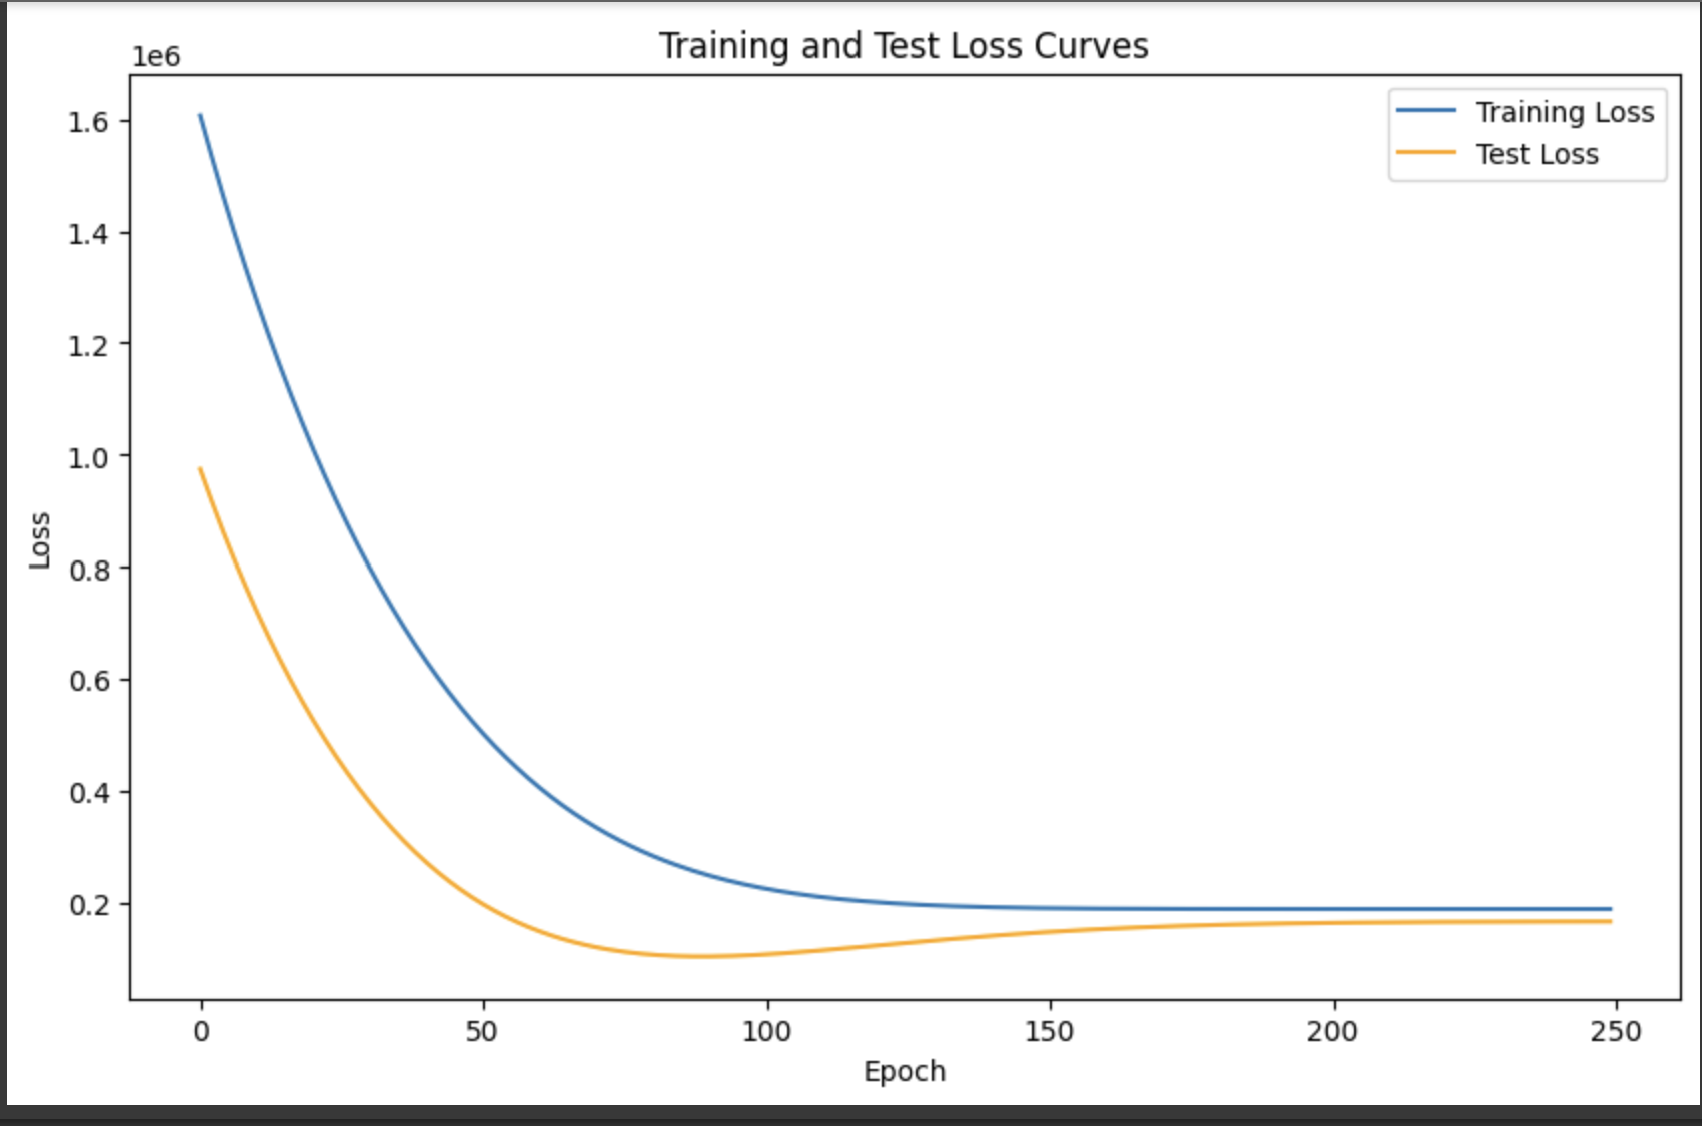 Training and Test Loss Curves
1e6
Training Loss
Test Loss
1.6
1.4
1.2
1.0
0.8
0.6
0.4
0.2
Loss
0 50 100 150 200 250
Epoch